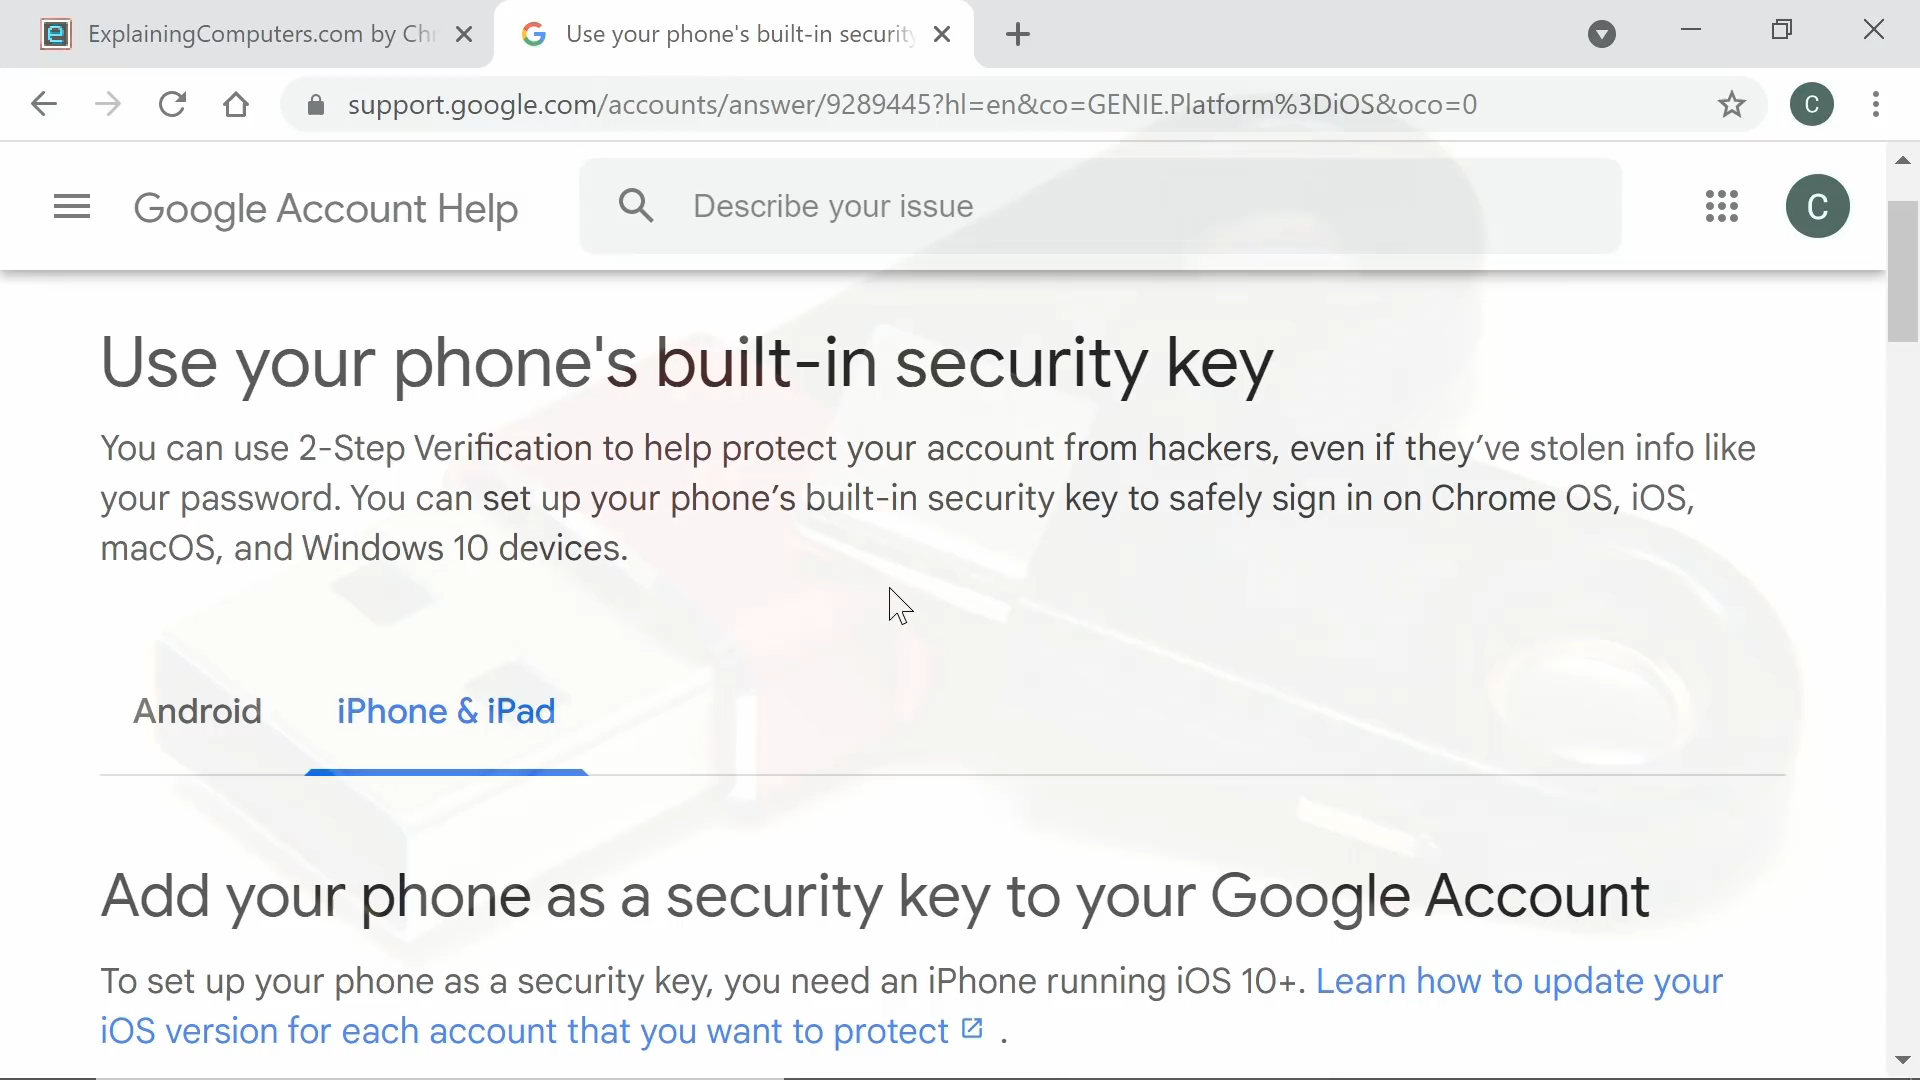 ExplainingComputers.com by Ch
Use your phone's built-in securit
support.google.com/accounts/answer/9289445?hl=en&co=GENIE.Platform%3DiOS&oco=0
C
Google Account Help
Describe your issue
C
Use your phone's built-in security key
You can use 2-Step Verification to help protect your account from hackers, even if they’ve stolen info like
your password. You can set up your phone’s built-in security key to safely sign in on Chrome OS, iOS,
macOS, and Windows 10 devices.
Android
iPhone & iPad
Add your phone as a security key to your Google Account
To set up your phone as a security key, you need an iPhone running iOS 10+. Learn how to update your
iOS version for each account that you want to protect .